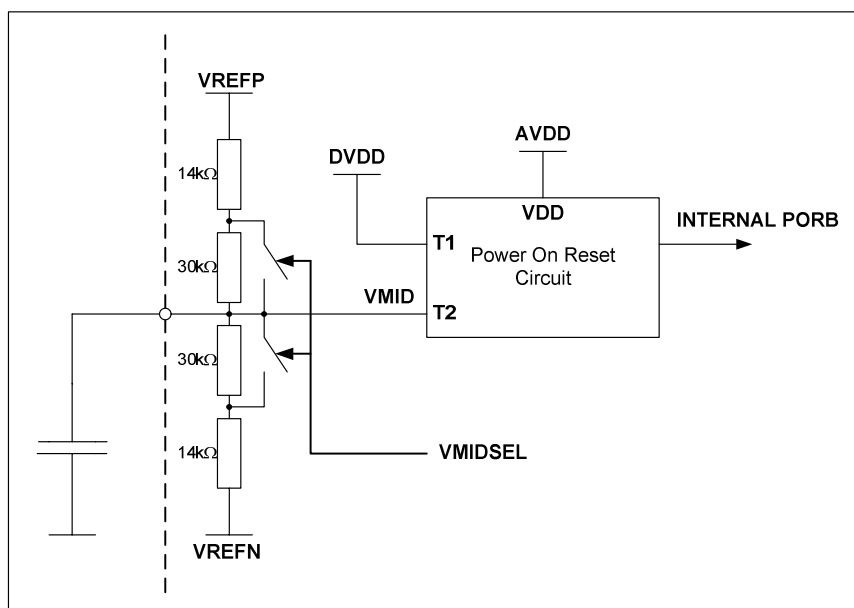 VREFP
AVDD
DVDD
14kΩ
VDD
INTERNAL PORB
T1
Power On Reset
Circuit
30kΩ
VMID
T2
30kΩ
14kΩ
VMIDSEL
VREFN